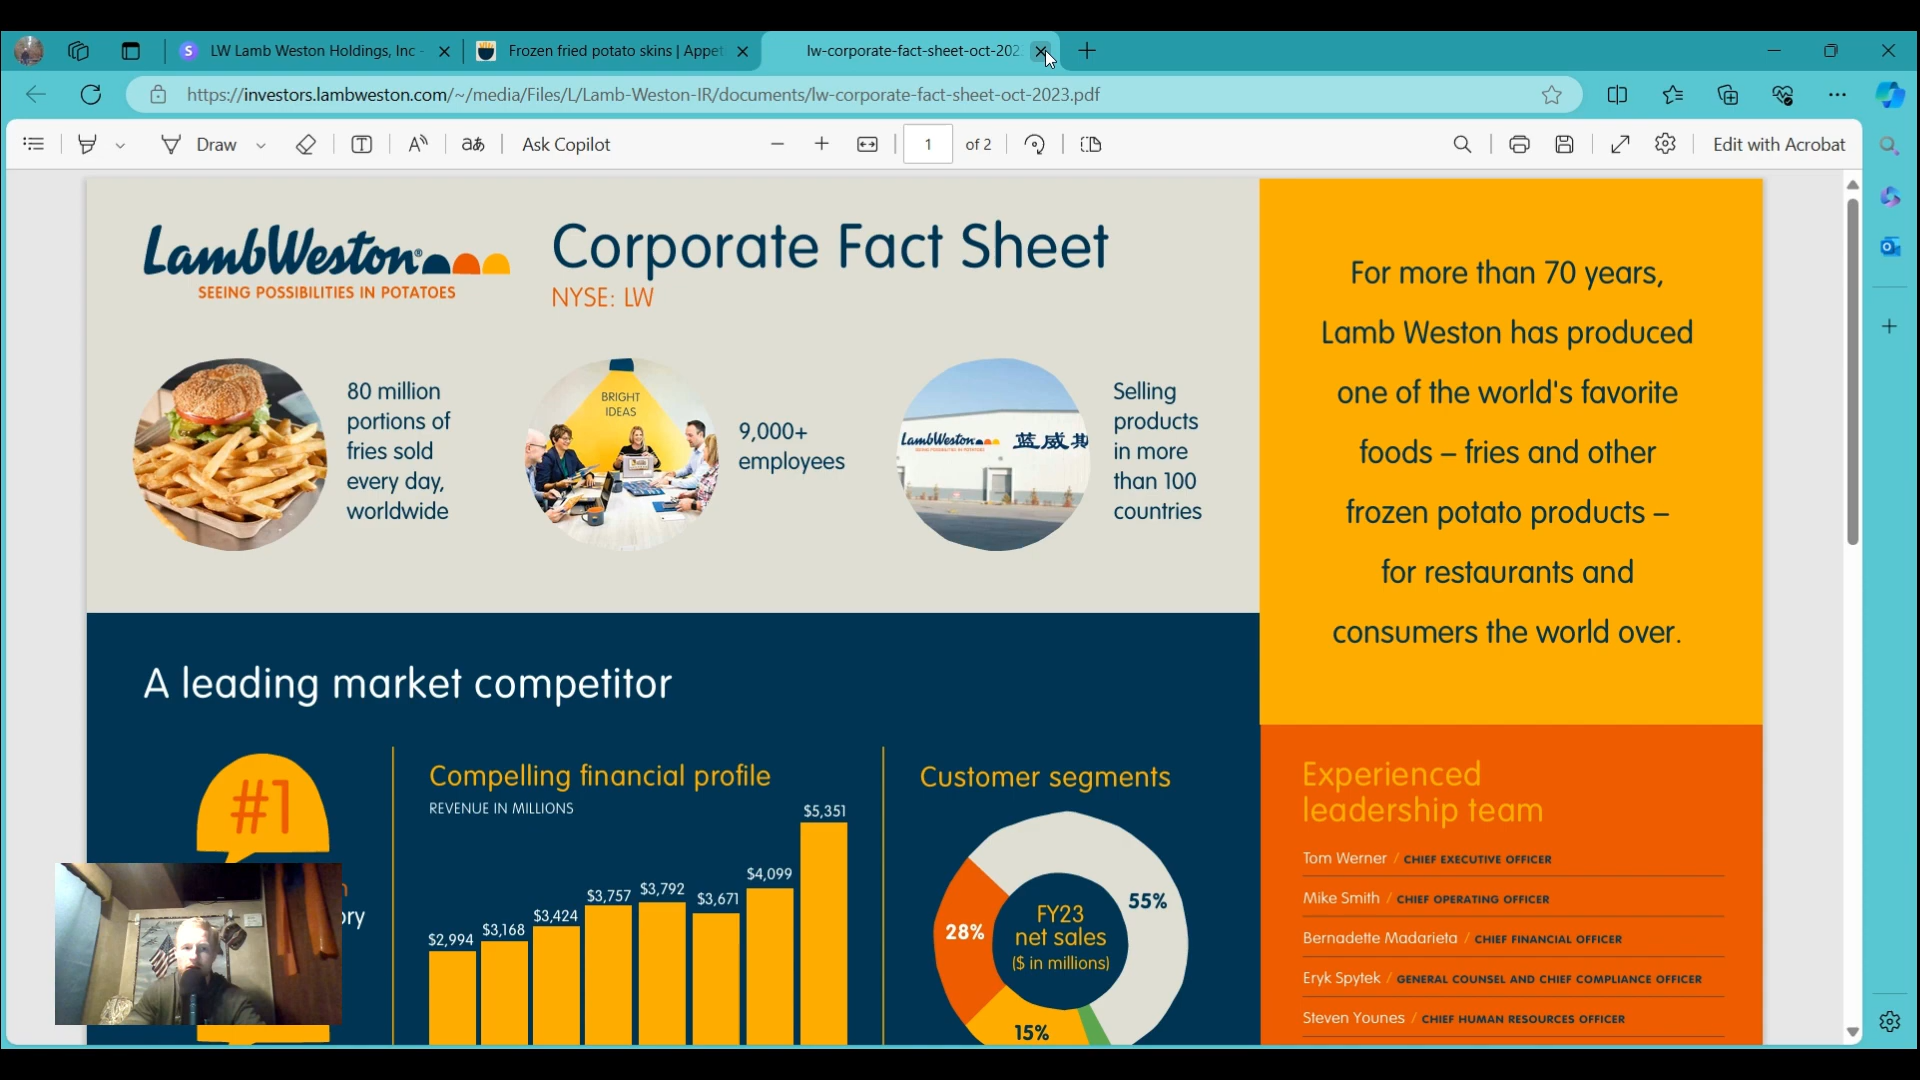 LW Lamb Weston Holdings, Inc -
Frozen fried potato skins | Appet
lw-corporate-fact-sheet-oct-202
https://investors.lambweston.com/~/media/Files/L/Lamb-Weston-IR/documents/lw-corporate-fact-sheet-oct-2023.pdf
Draw
aあ
Ask Copilot
1
of 2
Edit with Acrobat
LambWeston®
SEEING POSSIBILITIES IN POTATOES
Corporate Fact Sheet
NYSE: LW
80 million
portions of
fries sold
every day,
worldwide
BRIGHT
IDEAS
9,000+
employees
LambWeston
SEEING POSSIBILITIES IN POTATOES
蓝威斯
Selling
products
in more
than 100
countries
For more than 70 years,
Lamb Weston has produced
one of the world's favorite
foods – fries and other
frozen potato products –
for restaurants and
consumers the world over.
A leading market competitor
#1
ory
Compelling financial profile
REVENUE IN MILLIONS
$2,994
$3,168
$3,424
$3,757
$3,792
$3,671
$4,099
$5,351
Customer segments
55%
28%
15%
FY23
net sales
($ in millions)
Experienced
leadership team
Tom Werner / CHIEF EXECUTIVE OFFICER
Mike Smith / CHIEF OPERATING OFFICER
Bernadette Madarieta / CHIEF FINANCIAL OFFICER
Eryk Spytek / GENERAL COUNSEL AND CHIEF COMPLIANCE OFFICER
Steven Younes / CHIEF HUMAN RESOURCES OFFICER